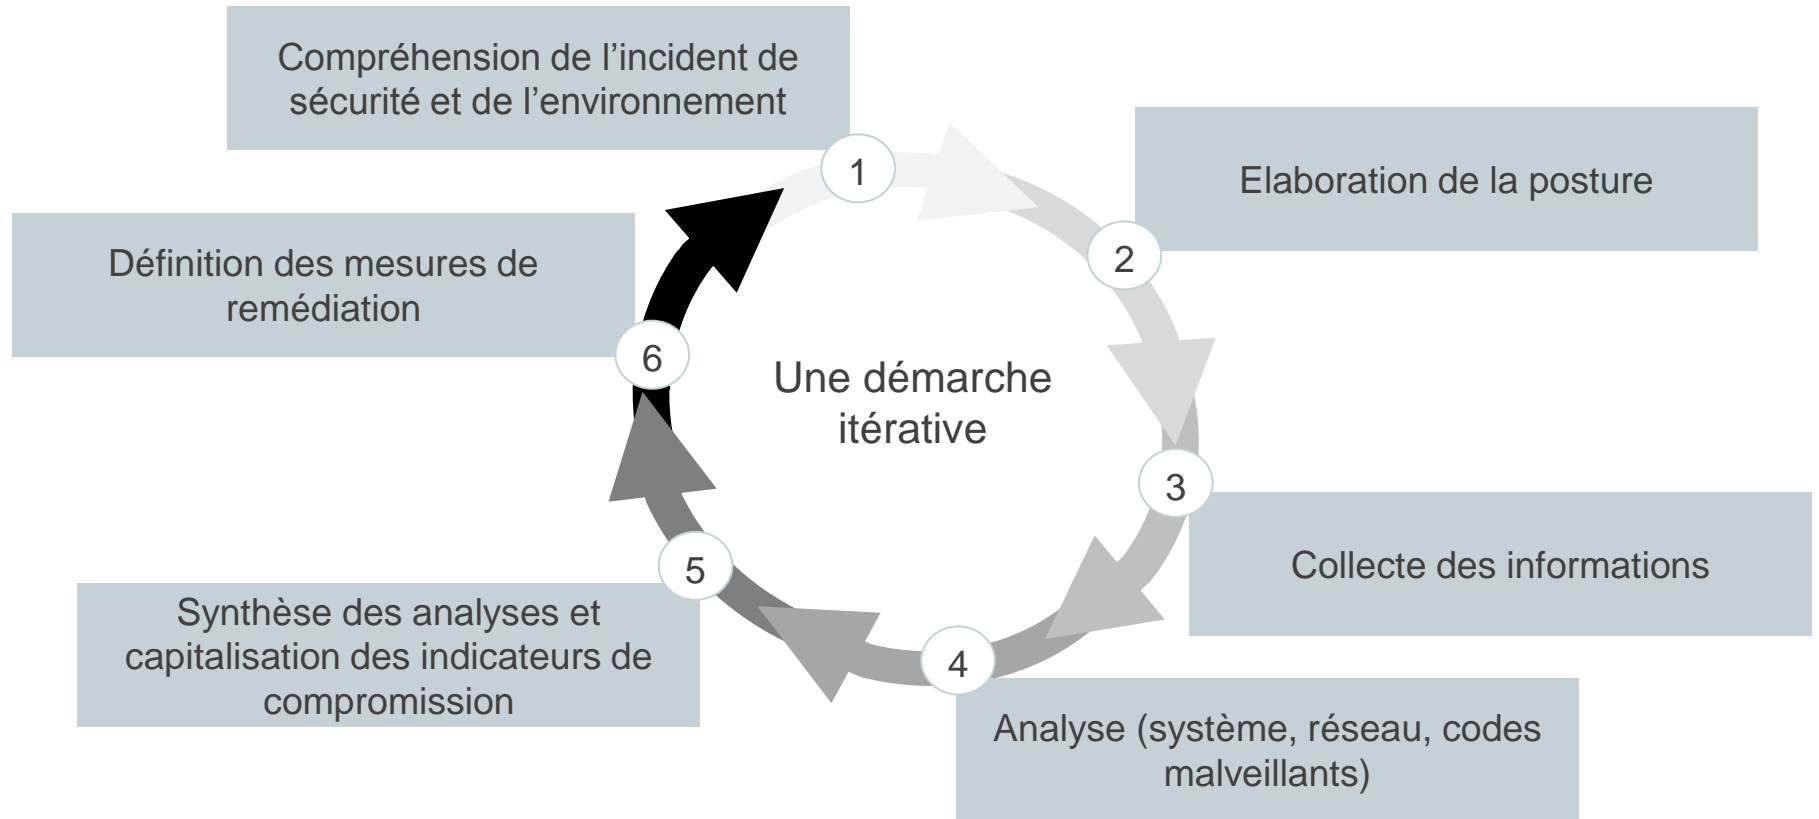 Compréhension de l’incident de
sécurité et de l’environnement
1
Elaboration de la posture
2
Définition des mesures de
remédiation
6
Une démarche
itérative
3
Collecte des informations
5
Synthèse des analyses et
capitalisation des indicateurs de
compromission
4
Analyse (système, réseau, codes
malveillants)